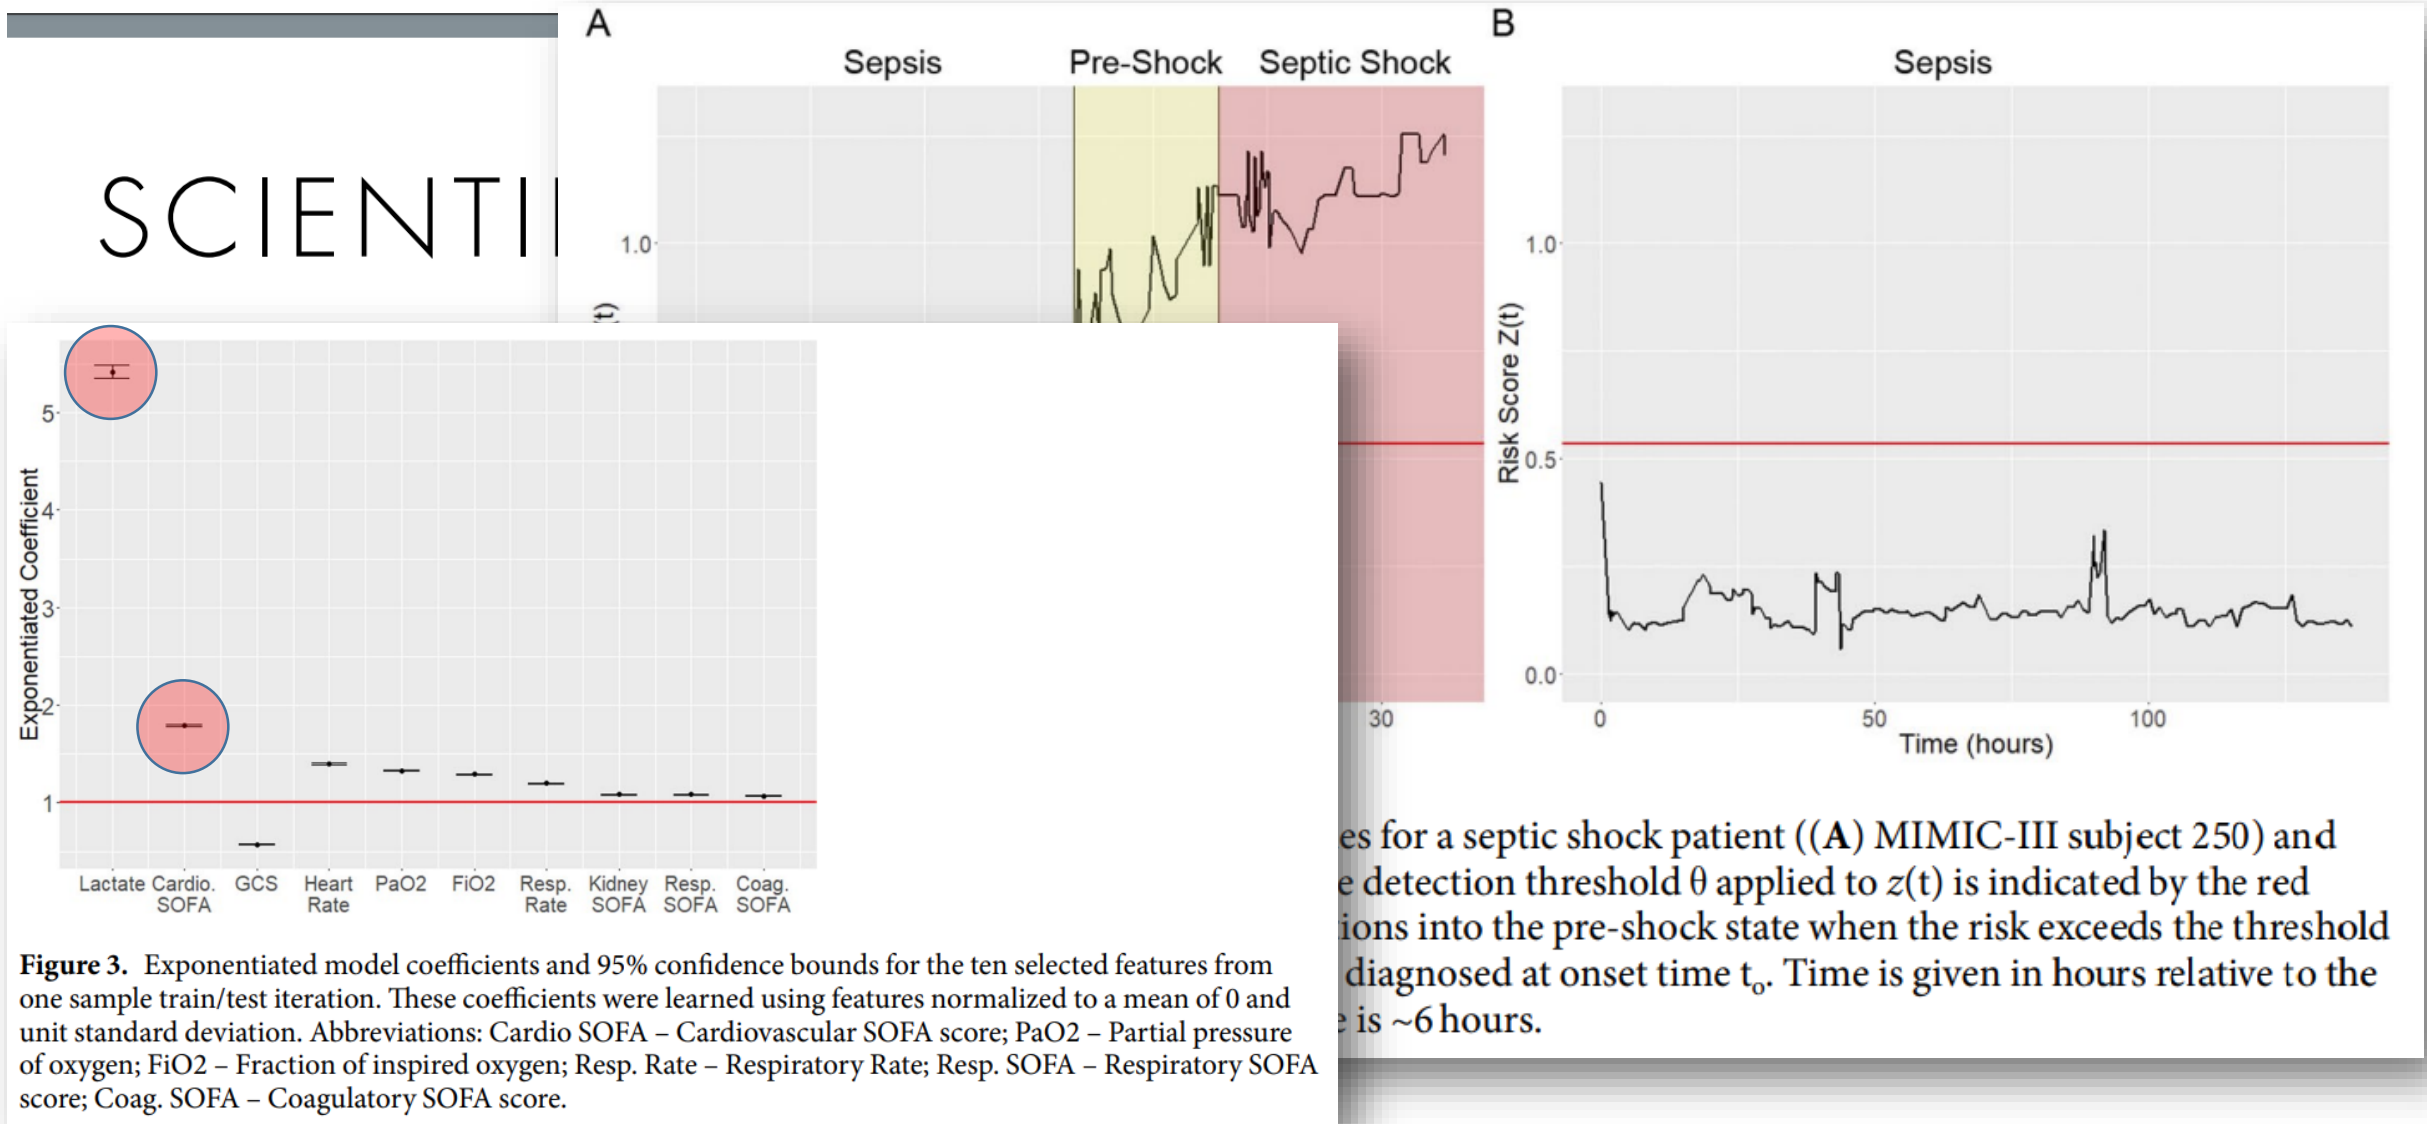 SCIENTI
A
Sepsis Pre-Shock Septic Shock
1.0
(t)
30
B
Sepsis
Risk Score Z(t)
1.0
0.5
0.0
0 50 100
Time (hours)
es for a septic shock patient ((A) MIMIC-III subject 250) and
e detection threshold θ applied to z(t) is indicated by the red
ions into the pre-shock state when the risk exceeds the threshold
diagnosed at onset time to. Time is given in hours relative to the
e is ~6 hours.
Exponentiated Coefficient
5
4
3
2
1
Lactate Cardio. SOFA GCS Heart Rate PaO2 FiO2 Resp. Rate Kidney SOFA Resp. SOFA Coag. SOFA
Figure 3. Exponentiated model coefficients and 95% confidence bounds for the ten selected features from
one sample train/test iteration. These coefficients were learned using features normalized to a mean of 0 and
unit standard deviation. Abbreviations: Cardio SOFA – Cardiovascular SOFA score; PaO2 – Partial pressure
of oxygen; FiO2 – Fraction of inspired oxygen; Resp. Rate – Respiratory Rate; Resp. SOFA – Respiratory SOFA
score; Coag. SOFA – Coagulatory SOFA score.